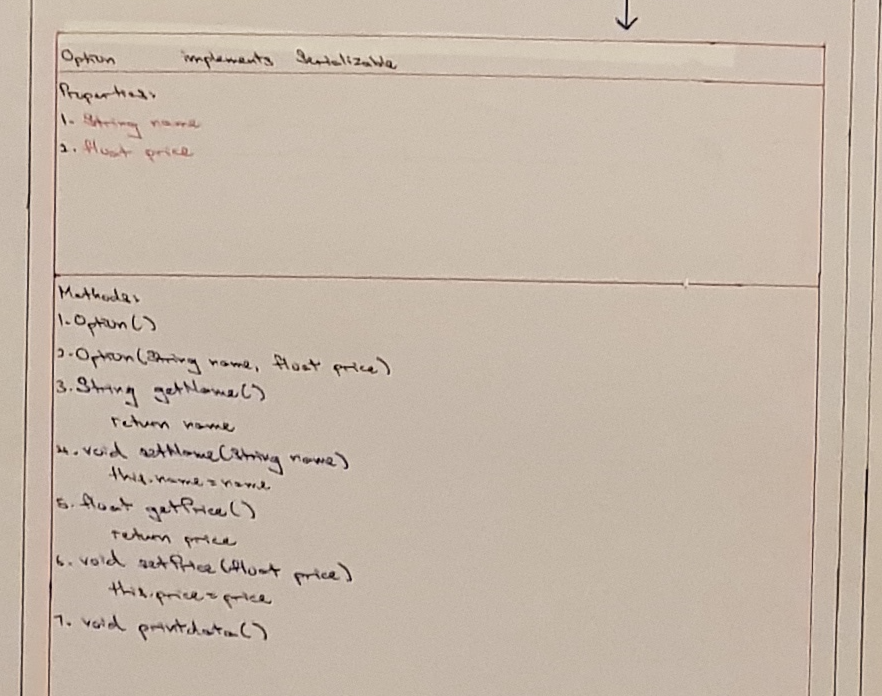 Option implements Serializable
Properties:
1. String name
2. float price
Methods:
1. Option()
2. Option(String name, float price)
3. String getName()
return name
4. void setName(String name)
this.name = name
5. float getPrice()
return price
6. void setPrice(float price)
this.price = price
7. void printdata()